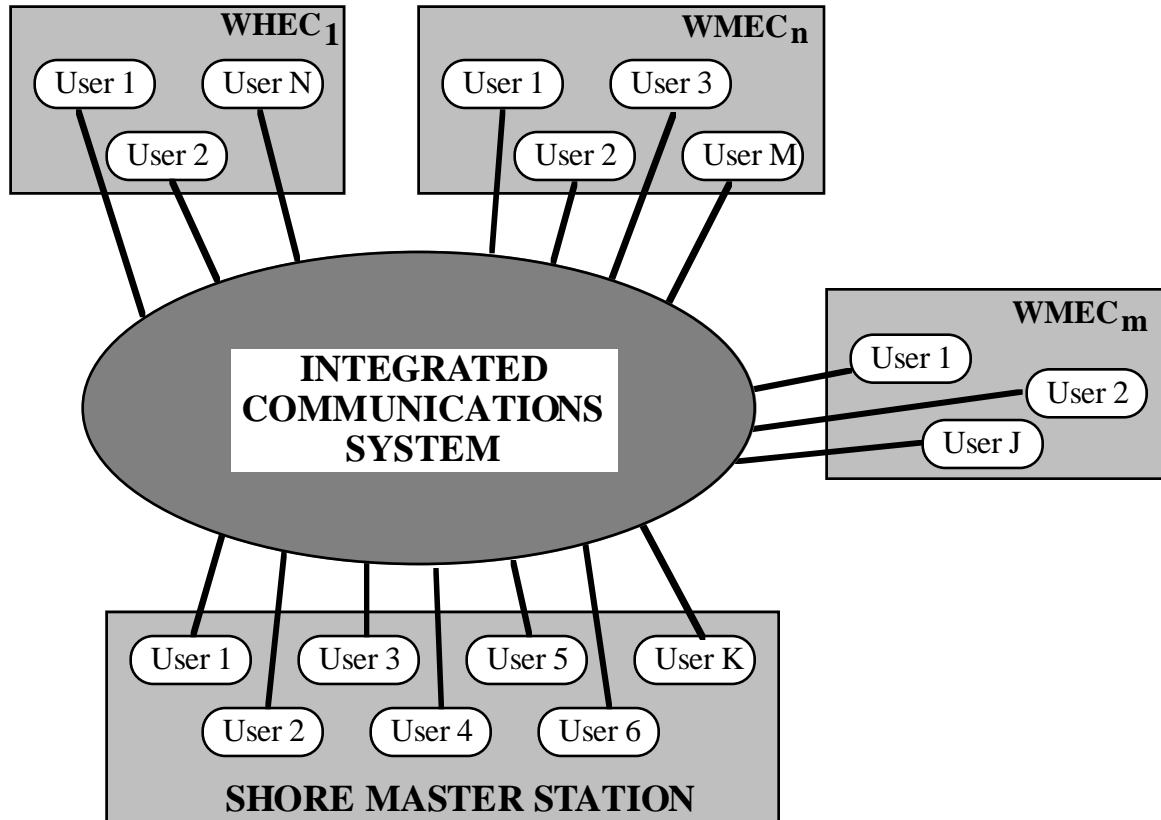 WHEC1
User 1
User N
User 2
WMECn
User 1
User 3
User 2
User M
WMECm
User 1
User 2
User J
INTEGRATED
COMMUNICATIONS
SYSTEM
User 1
User 3
User 5
User K
User 2
User 4
User 6
SHORE MASTER STATION